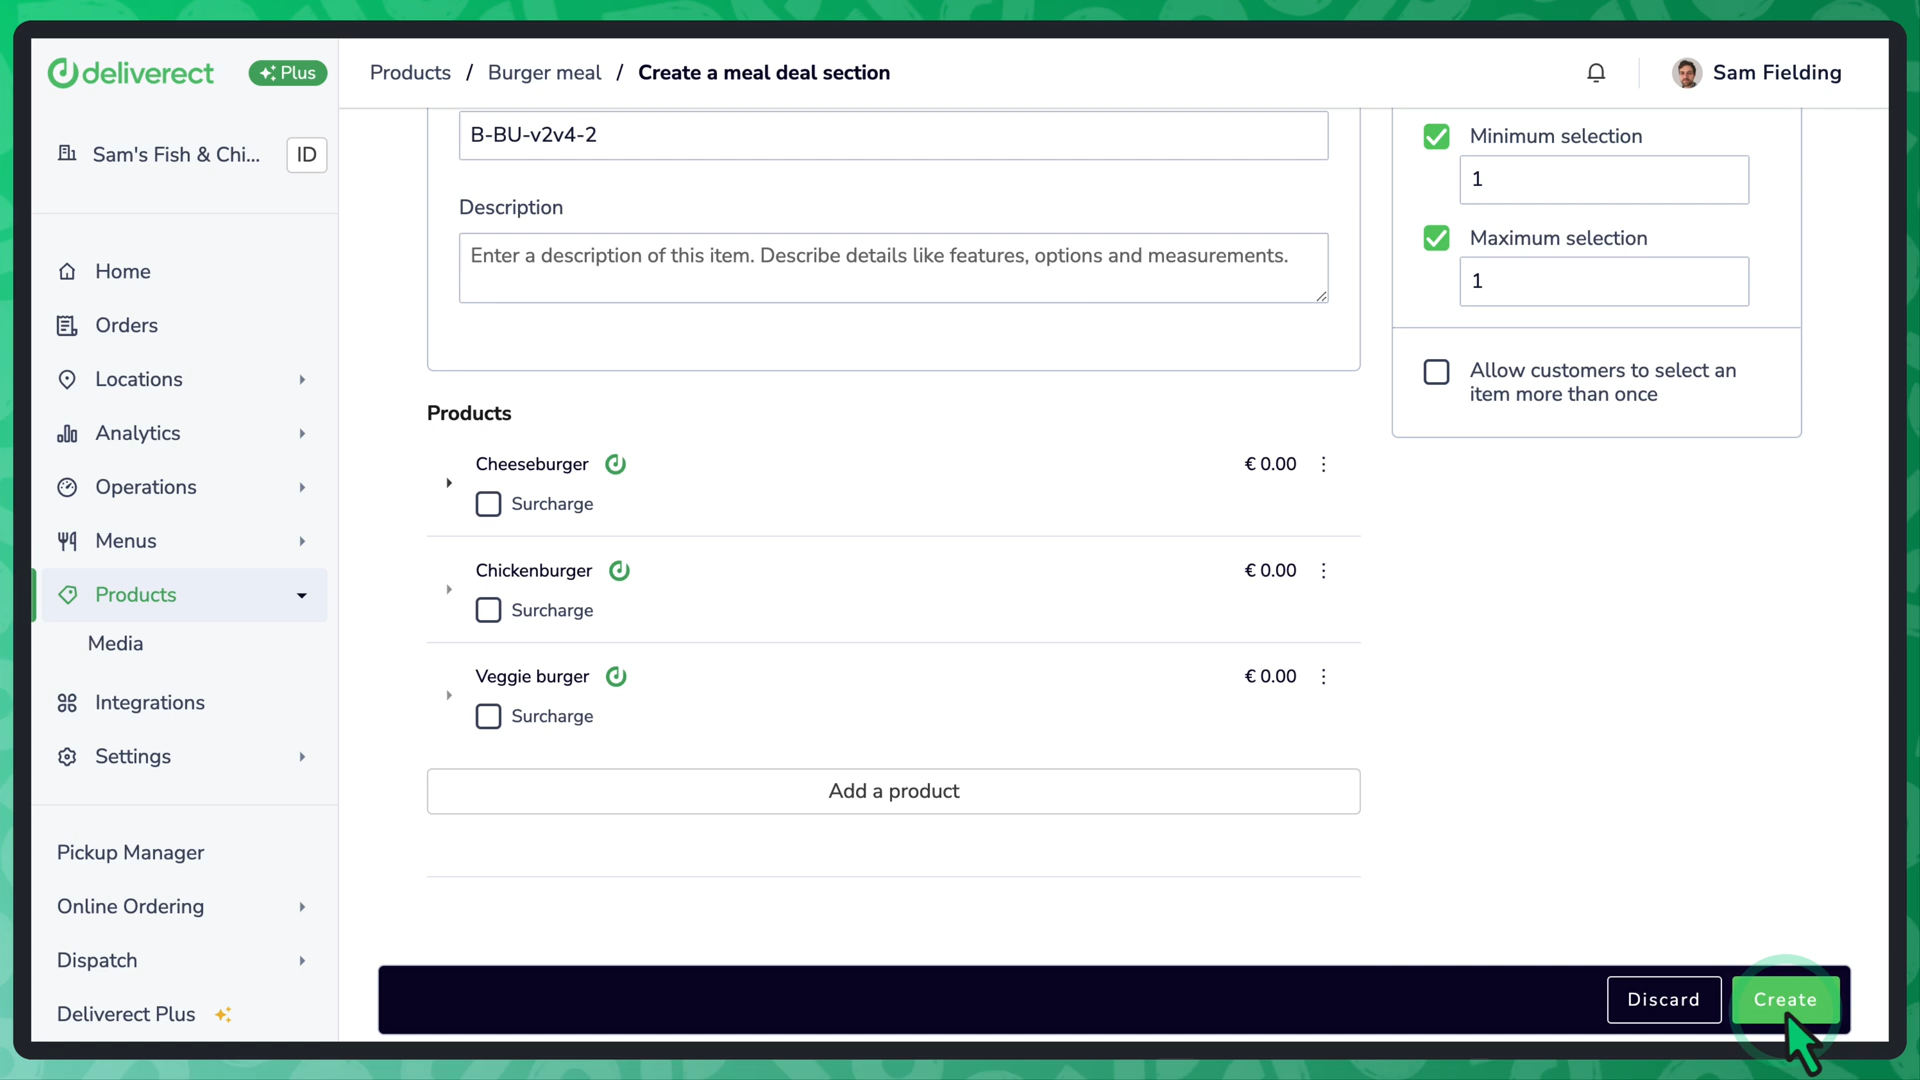 deliverect
Plus
Products / Burger meal / Create a meal deal section
Sam Fielding
Sam's Fish & Chi...
ID
Home
Orders
Locations
Analytics
Operations
Menus
Products
Media
Integrations
Settings
Pickup Manager
Online Ordering
Dispatch
Deliverect Plus
B-BU-v2v4-2
Description
Enter a description of this item. Describe details like features, options and measurements.
Products
Cheeseburger
€ 0.00
Surcharge
Chickenburger
€ 0.00
Surcharge
Veggie burger
€ 0.00
Surcharge
Add a product
Minimum selection
1
Maximum selection
1
Allow customers to select an
item more than once
Discard
Create